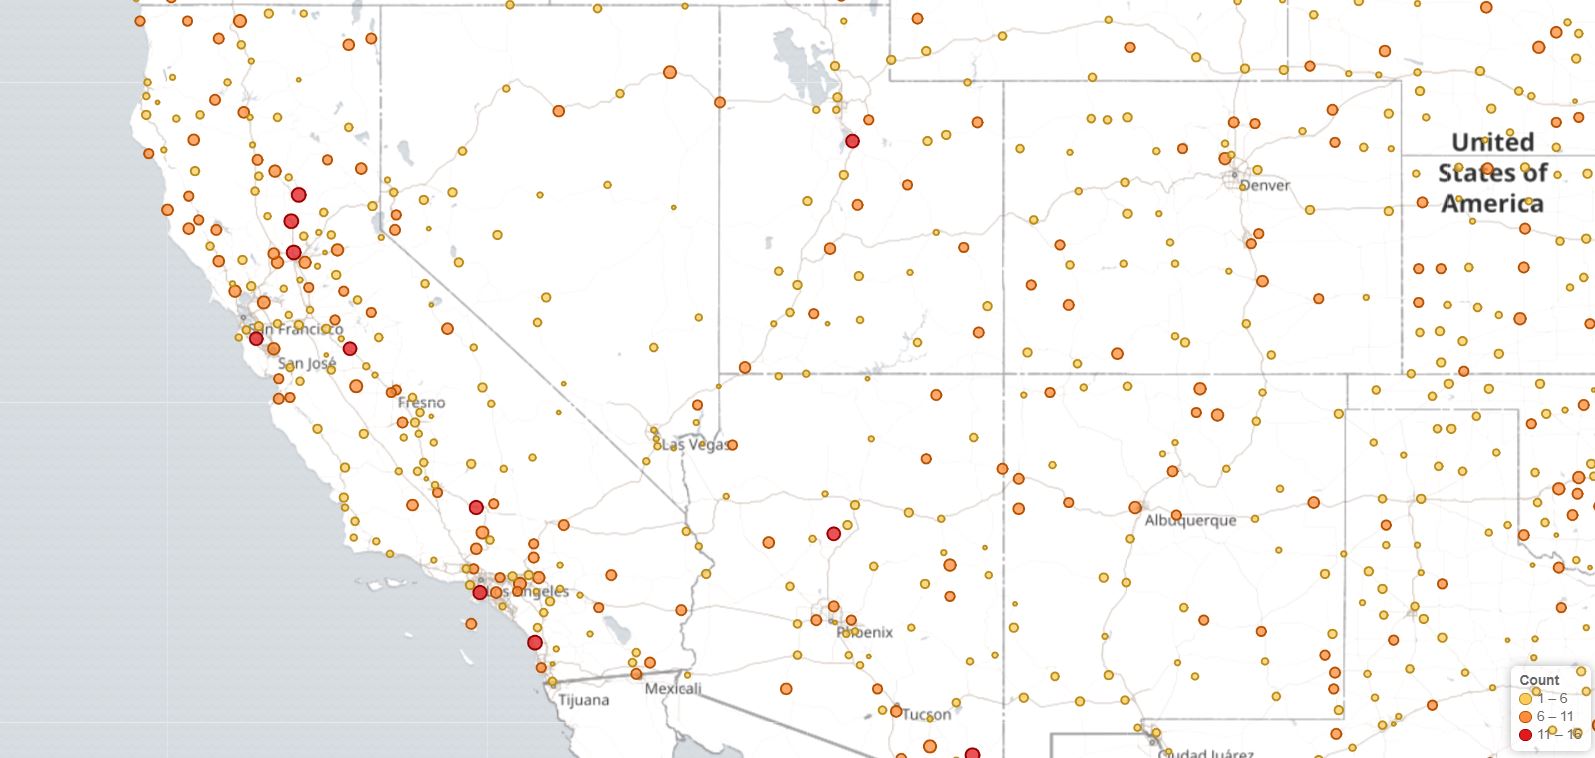 United
States of
America
Denver
San Francisco
San José
Fresno
Las Vegas
Albuquerque
Los Angeles
Phoenix
Mexicali
Tijuana
Tucson
Ciudad Juárez
Count
1 – 6
6 – 11
11 – 16